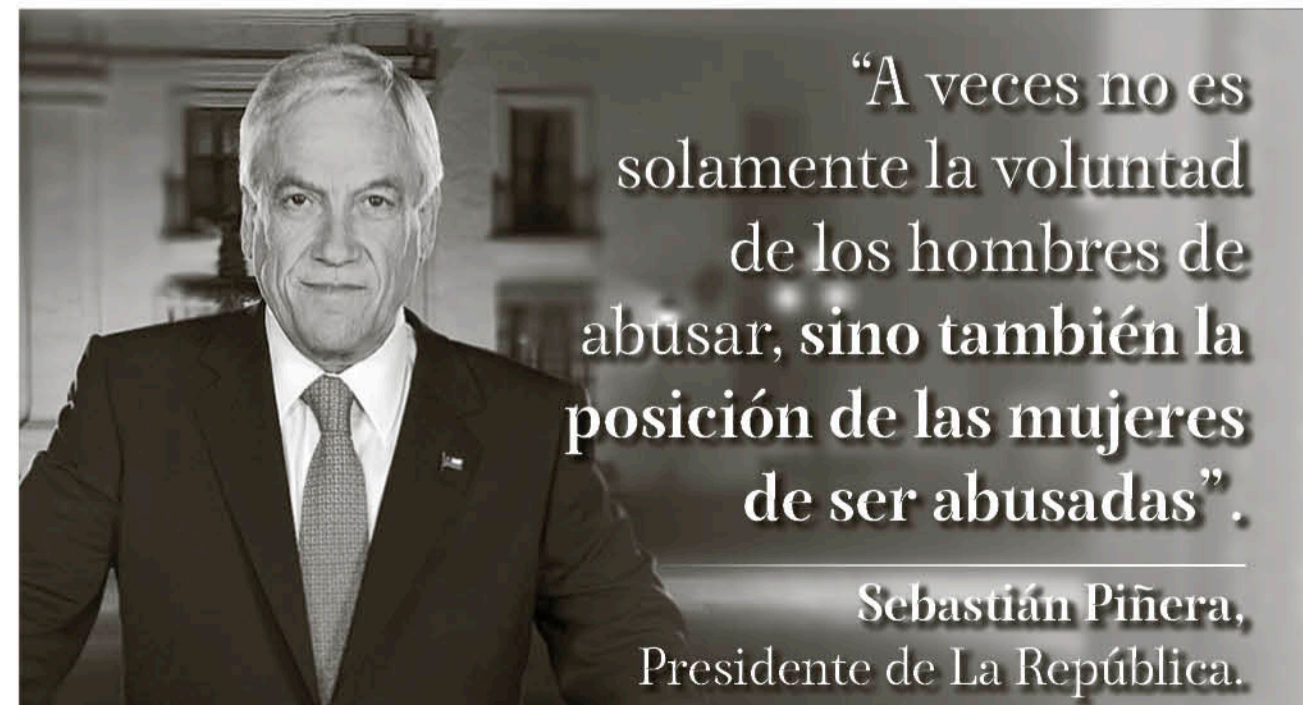 “A veces no es
solamente la voluntad
de los hombres de
abusar, sino también la
posición de las mujeres
de ser abusadas”.
Sebastián Piñera,
Presidente de La República.